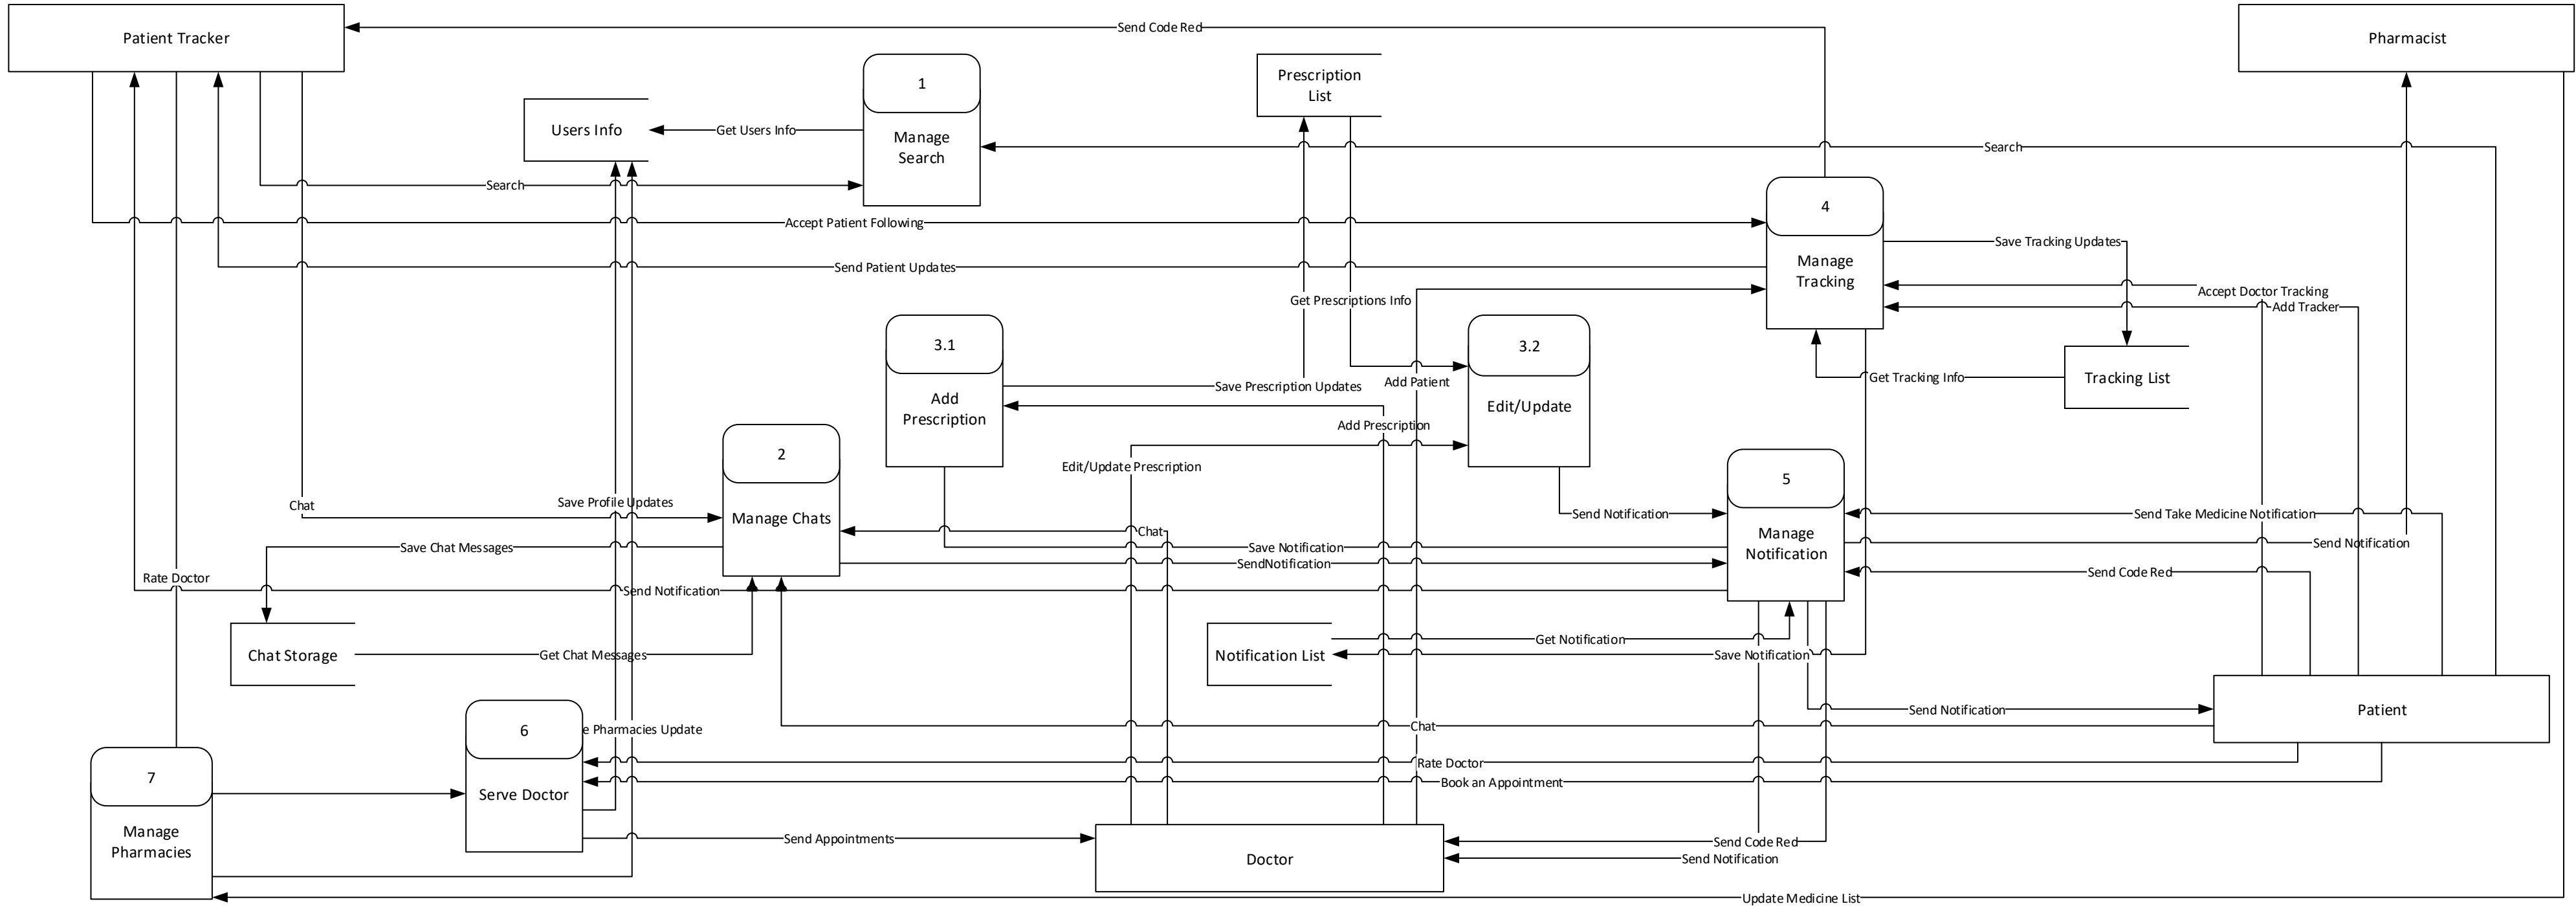 Patient Tracker
Send Code Red
Pharmacist
1
Prescription
List
Users Info
Get Users Info
Manage
Search
Search
Search
4
Accept Patient Following
Save Tracking Updates
Send Patient Updates
Manage
Tracking
Accept Doctor Tracking
Get Prescriptions Info
Add Tracker
3.1
3.2
Get Tracking Info
Tracking List
Add Patient
Save Prescription Updates
Add
Prescription
Edit/Update
Add Prescription
2
Edit/Update Prescription
5
Save Profile Updates
Chat
Send Notification
Send Take Medicine Notification
Manage Chats
Chat
Manage
Notification
Save Chat Messages
Save Notification
Send Notification
SendNotification
Send Code Red
Rate Doctor
Send Notification
Get Notification
Chat Storage
Get Chat Messages
Notification List
Save Notification
Send Notification
Patient
6
e Pharmacies Update
Chat
Rate Doctor
7
Book an Appointment
Serve Doctor
Manage
Pharmacies
Send Appointments
Send Code Red
Doctor
Send Notification
Update Medicine List